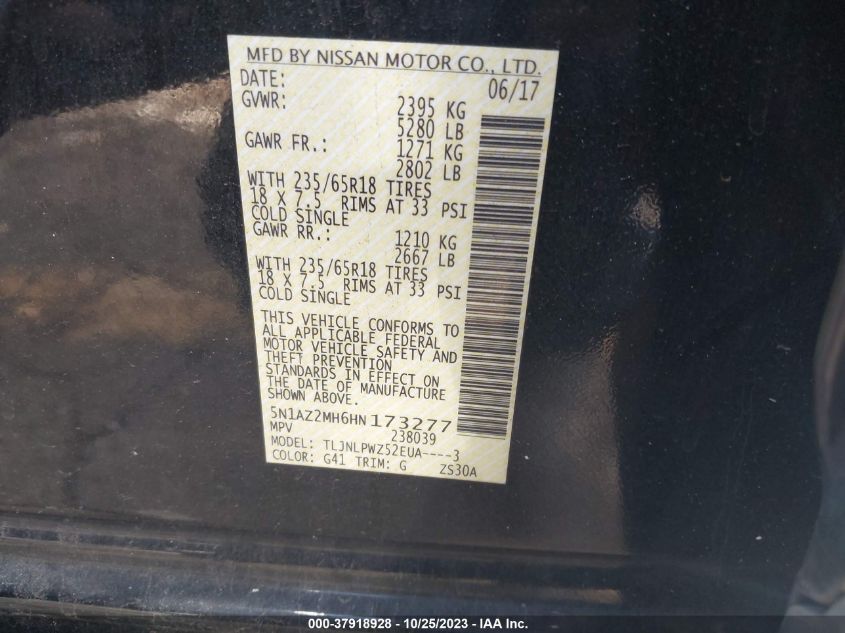 MFD BY NISSAN MOTOR CO., LTD.
DATE: 06/17
GVWR: 2395 KG
5280 LB
GAWR FR.: 1271 KG
2802 LB
WITH 235/65R18 TIRES
18 X 7.5 RIMS AT 33 PSI
COLD SINGLE
GAWR RR.: 1210 KG
2667 LB
WITH 235/65R18 TIRES
18 X 7.5 RIMS AT 33 PSI
COLD SINGLE
THIS VEHICLE CONFORMS TO
ALL APPLICABLE FEDERAL
MOTOR VEHICLE SAFETY AND
THEFT PREVENTION
STANDARDS IN EFFECT ON
THE DATE OF MANUFACTURE
SHOWN ABOVE.
5N1AZ2MH6HN173277
MPV 238039
MODEL: TLJNLPWZ52EUA----3
COLOR: G41 TRIM: G ZS30A
000-37918928 - 10/25/2023 - IAA Inc.